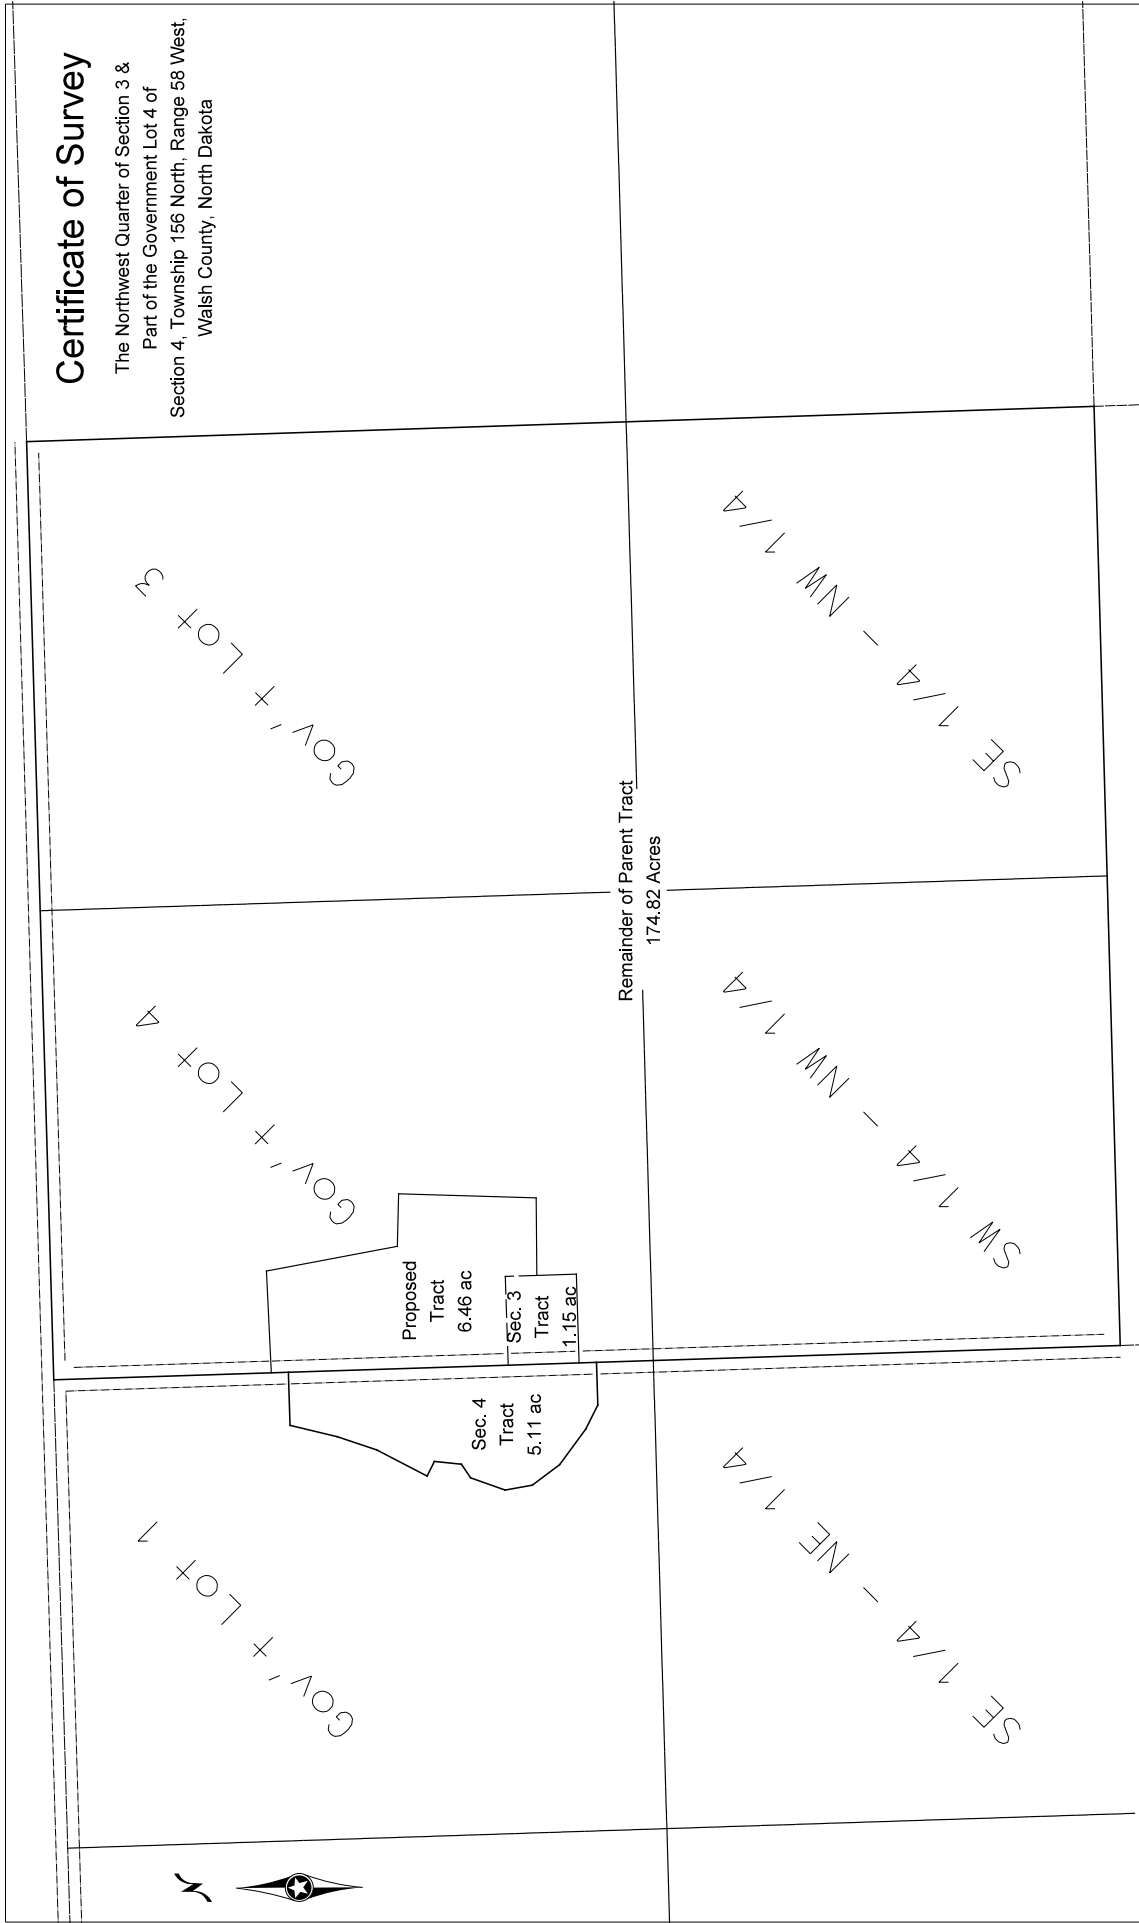 Certificate of Survey
The Northwest Quarter of Section 3 &
Part of the Government Lot 4 of
Section 4, Township 156 North, Range 58 West,
Walsh County, North Dakota
N
Gov't Lot 1
Gov't Lot 4
Gov't Lot 3
Proposed
Tract
6.46 ac
Sec. 3
Tract
1.15 ac
Sec. 4
Tract
5.11 ac
Remainder of Parent Tract
174.82 Acres
SE 1/4 - NE 1/4
SW 1/4 - NW 1/4
SE 1/4 - NW 1/4